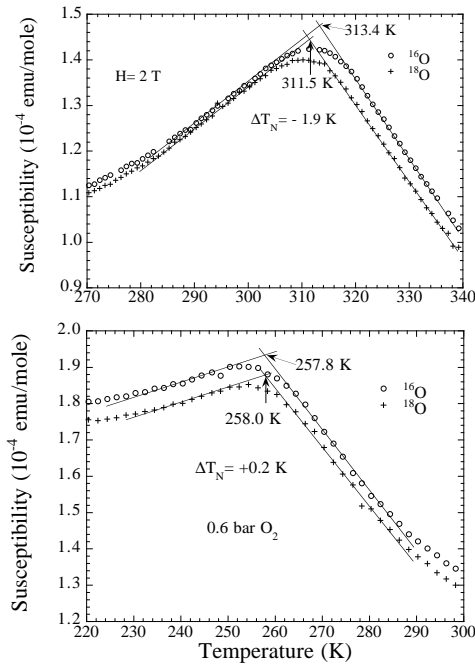 1.5
1.4
1.3
1.2
1.1
1.0
0.9
Susceptibility (10⁻⁴ emu/mole)
H= 2 T
313.4 K
311.5 K
¹⁶O
¹⁸O
ΔT_N = - 1.9 K
270 280 290 300 310 320 330 340
2.0
1.9
1.8
1.7
1.6
1.5
1.4
1.3
1.2
Susceptibility (10⁻⁴ emu/mole)
257.8 K
258.0 K
¹⁶O
¹⁸O
ΔT_N = +0.2 K
0.6 bar O₂
220 230 240 250 260 270 280 290 300
Temperature (K)